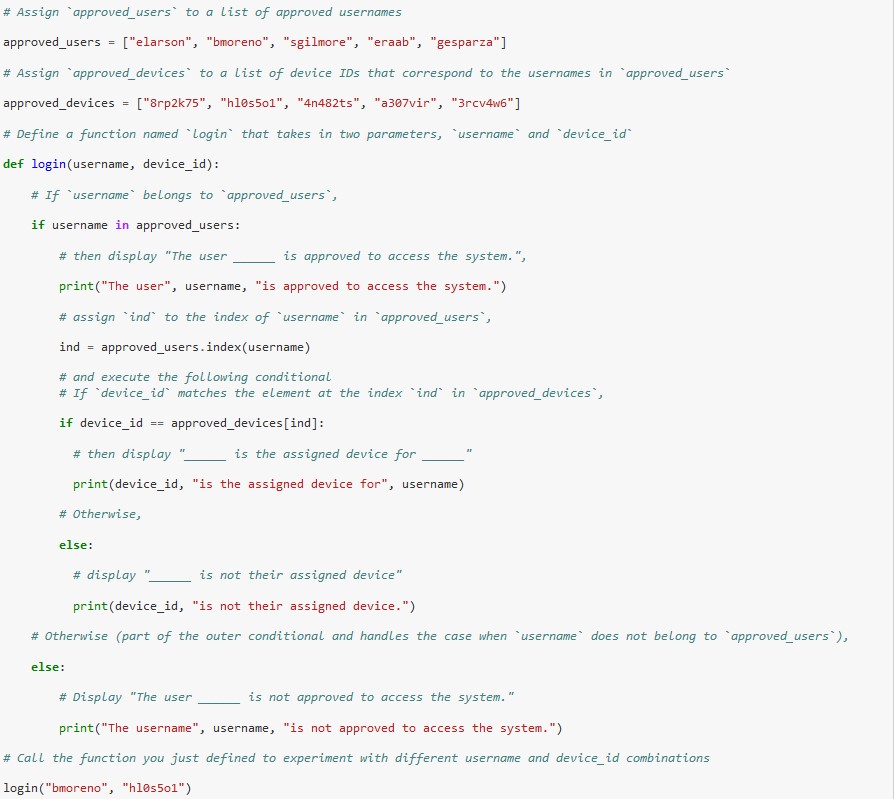 # Assign `approved_users` to a list of approved usernames
approved_users = ["elarson", "bmoreno", "sgilmore", "eraab", "gesparza"]
# Assign `approved_devices` to a list of device IDs that correspond to the usernames in `approved_users`
approved_devices = ["8rp2k75", "hl0s5o1", "4n482ts", "a307vir", "3rcv4w6"]
# Define a function named `login` that takes in two parameters, `username` and `device_id`
def login(username, device_id):
    # If `username` belongs to `approved_users`,
    if username in approved_users:
        # then display "The user ______ is approved to access the system.",
        print("The user", username, "is approved to access the system.")
        # assign `ind` to the index of `username` in `approved_users`,
        ind = approved_users.index(username)
        # and execute the following conditional
        # If `device_id` matches the element at the index `ind` in `approved_devices`,
        if device_id == approved_devices[ind]:
          # then display "______ is the assigned device for ______"
          print(device_id, "is the assigned device for", username)
        # Otherwise,
        else:
          # display "______ is not their assigned device"
          print(device_id, "is not their assigned device.")
    # Otherwise (part of the outer conditional and handles the case when `username` does not belong to `approved_users`),
    else:
        # Display "The user ______ is not approved to access the system."
        print("The username", username, "is not approved to access the system.")
# Call the function you just defined to experiment with different username and device_id combinations
login("bmoreno", "hl0s5o1")